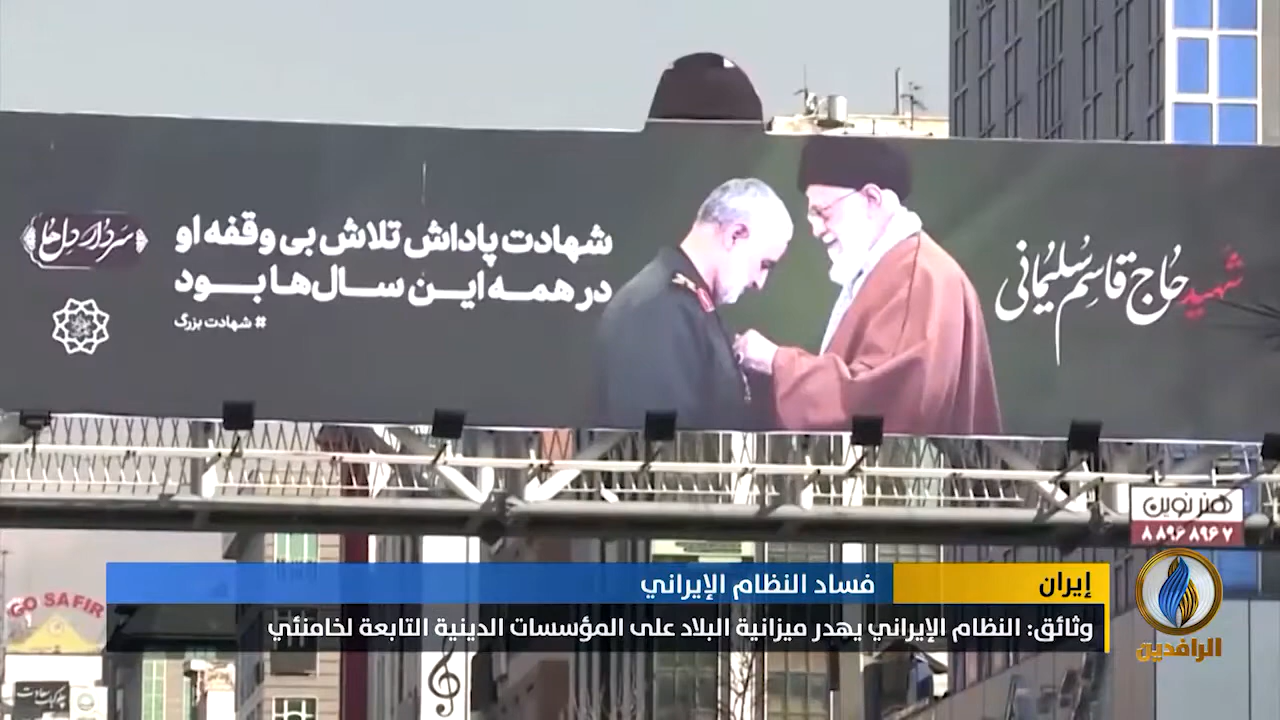 شهید
حاج قاسم سلیمانی
شهادت پاداش تلاش بی وقفه او
در همه این سال‌ها بود
# شهادت بزرگ
سردار دل‌ها
هنر نوین
۸۸۹۶۸۹۶۷
GO SAFIR
إيران
فساد النظام الإيراني
وثائق: النظام الإيراني يهدر ميزانية البلاد على المؤسسات الدينية التابعة لخامنئي
الرافدين